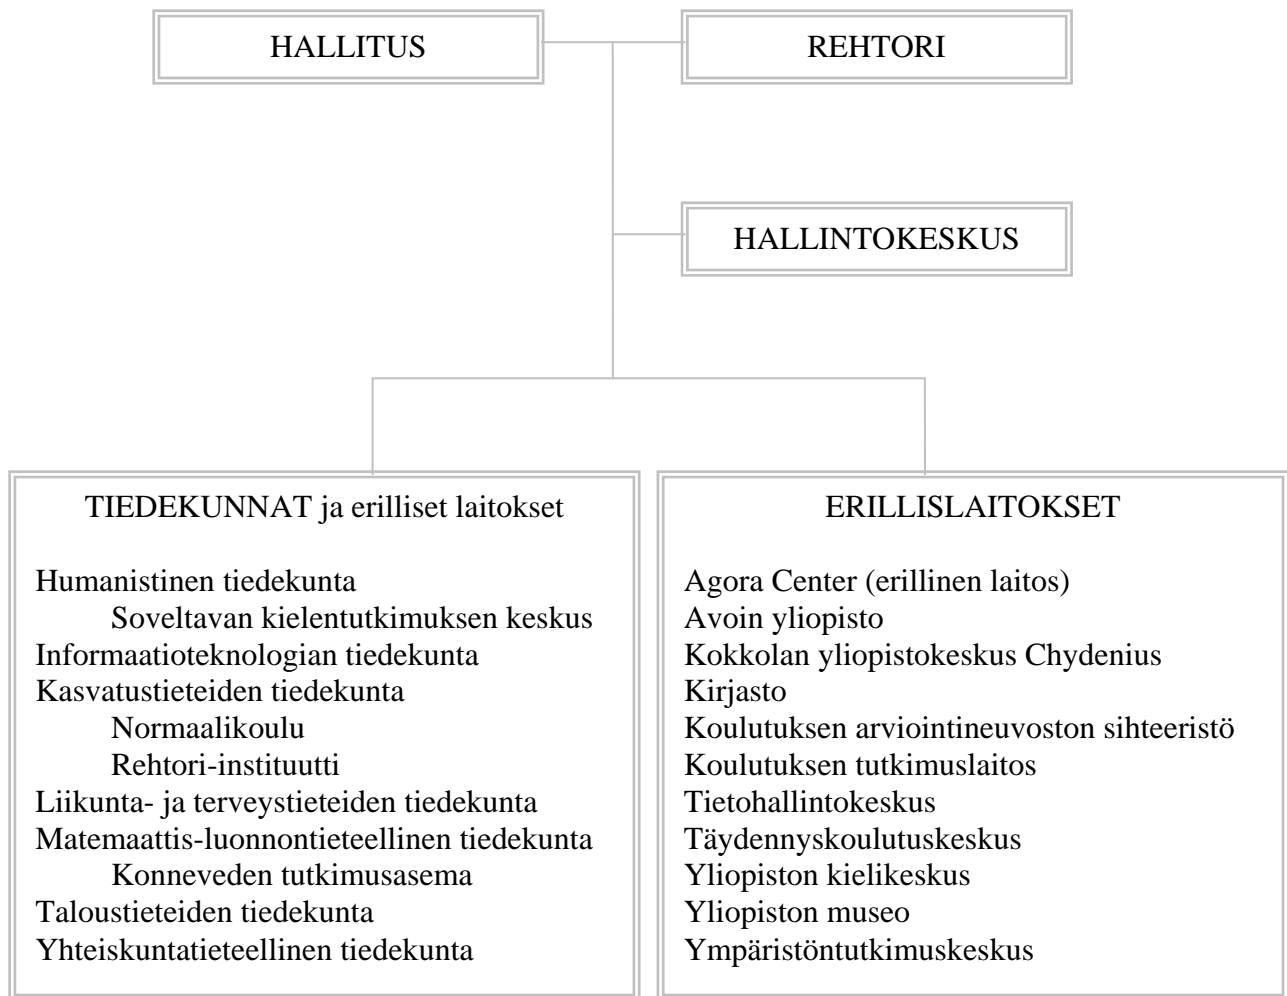 HALLITUS
REHTORI
HALLINTOKESKUS
TIEDEKUNNAT ja erilliset laitokset
Humanistinen tiedekunta
Soveltavan kielentutkimuksen keskus
Informaatioteknologian tiedekunta
Kasvatustieteiden tiedekunta
Normaalikoulu
Rehtori-instituutti
Liikunta- ja terveystieteiden tiedekunta
Matemaattis-luonnontieteellinen tiedekunta
Konneveden tutkimusasema
Taloustieteiden tiedekunta
Yhteiskuntatieteellinen tiedekunta
ERILLISLAITOKSET
Agora Center (erillinen laitos)
Avoin yliopisto
Kokkolan yliopistokeskus Chydenius
Kirjasto
Koulutuksen arviointineuvoston sihteeristö
Koulutuksen tutkimuslaitos
Tietohallintokeskus
Täydennyskoulutuskeskus
Yliopiston kielikeskus
Yliopiston museo
Ympäristöntutkimuskeskus